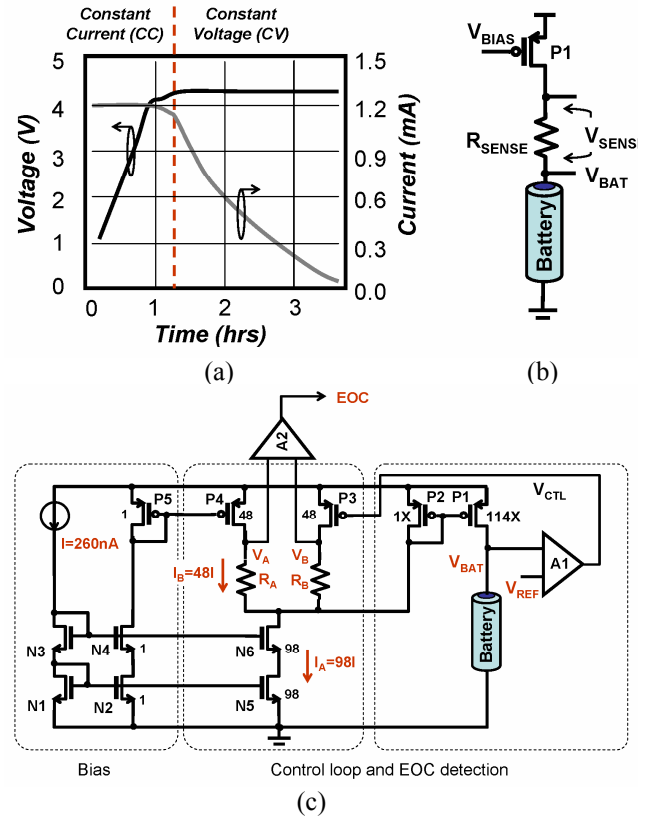 Constant
Current (CC)
Constant
Voltage (CV)
5
4
3
2
1
0
Voltage (V)
1.5
1.2
0.9
0.6
0.3
0.0
Current (mA)
0 1 2 3
Time (hrs)
(a)
VBIAS
P1
RSENSE
VSENS
VBAT
Battery
(b)
EOC
A2
P5
P4
P3
P2
P1
VCTL
1
48
48
1X
114X
I=260nA
VA
VB
VBAT
A1
IB=48I
RA
RB
VREF
Battery
N3
N4
1
N6
98
IA=98I
N1
N2
1
N5
98
Bias
Control loop and EOC detection
(c)